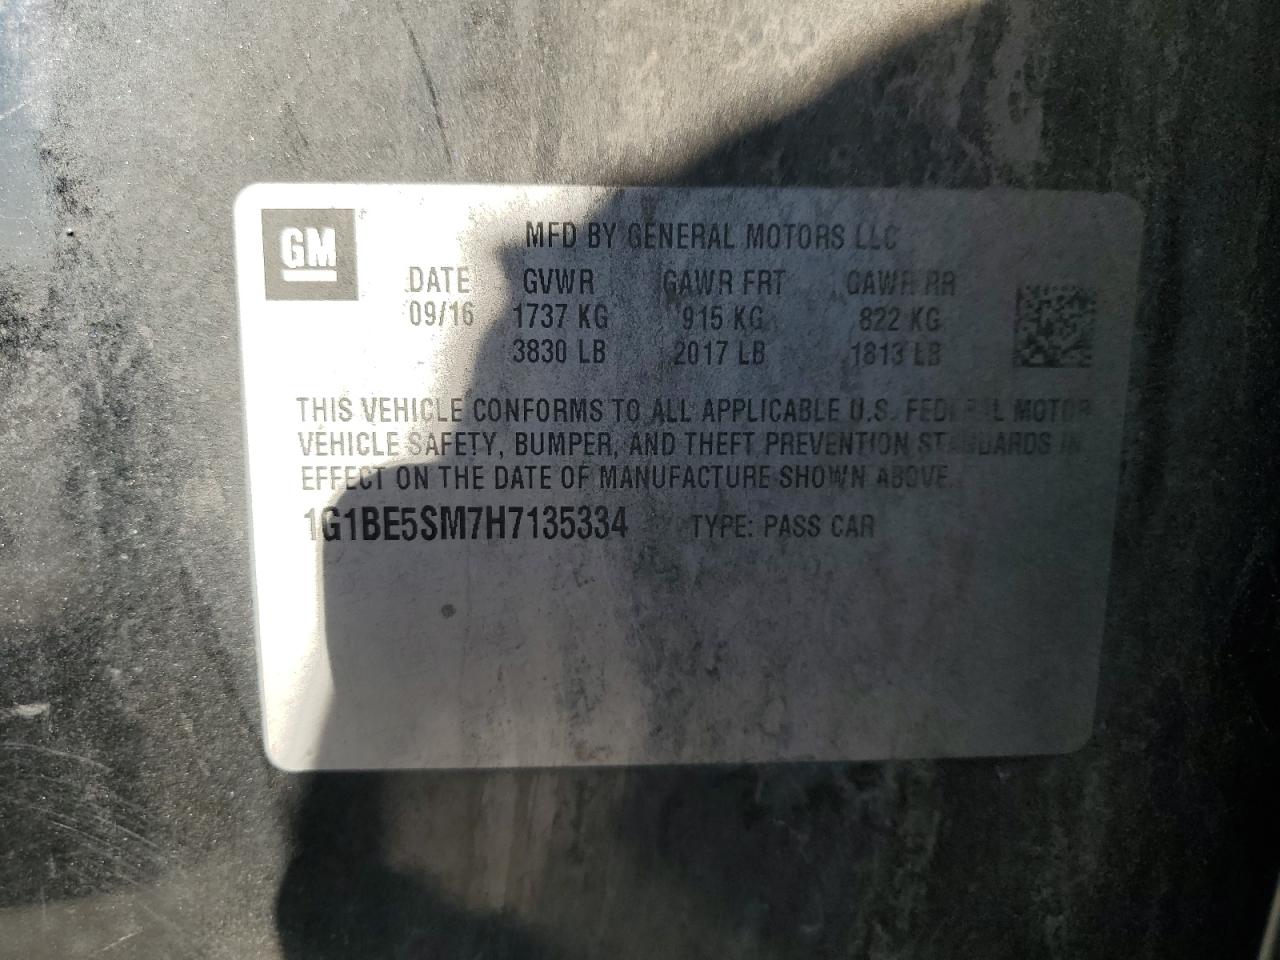 GM
MFD BY GENERAL MOTORS LLC
DATE GVWR GAWR FRT GAWR RR
09/16 1737 KG 915 KG 822 KG
3830 LB 2017 LB 1813 LB
THIS VEHICLE CONFORMS TO ALL APPLICABLE U.S. FEDERAL MOTOR
VEHICLE SAFETY, BUMPER, AND THEFT PREVENTION STANDARDS IN
EFFECT ON THE DATE OF MANUFACTURE SHOWN ABOVE.
1G1BE5SM7H7135334 TYPE: PASS CAR